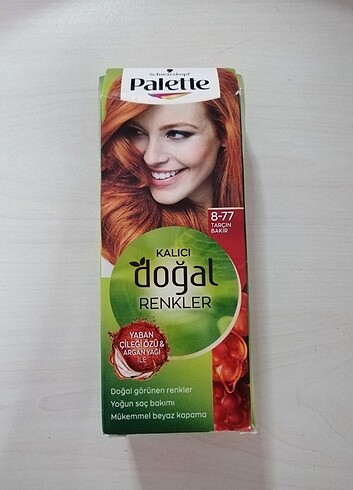 Schwarzkopf
Palette
8-77
TARÇIN
BAKIR
KALICI
doğal
RENKLER
YABAN
ÇİLEĞİ ÖZÜ &
ARGAN YAĞI
İLE
Doğal görünen renkler
Yoğun saç bakımı
Mükemmel beyaz kapama